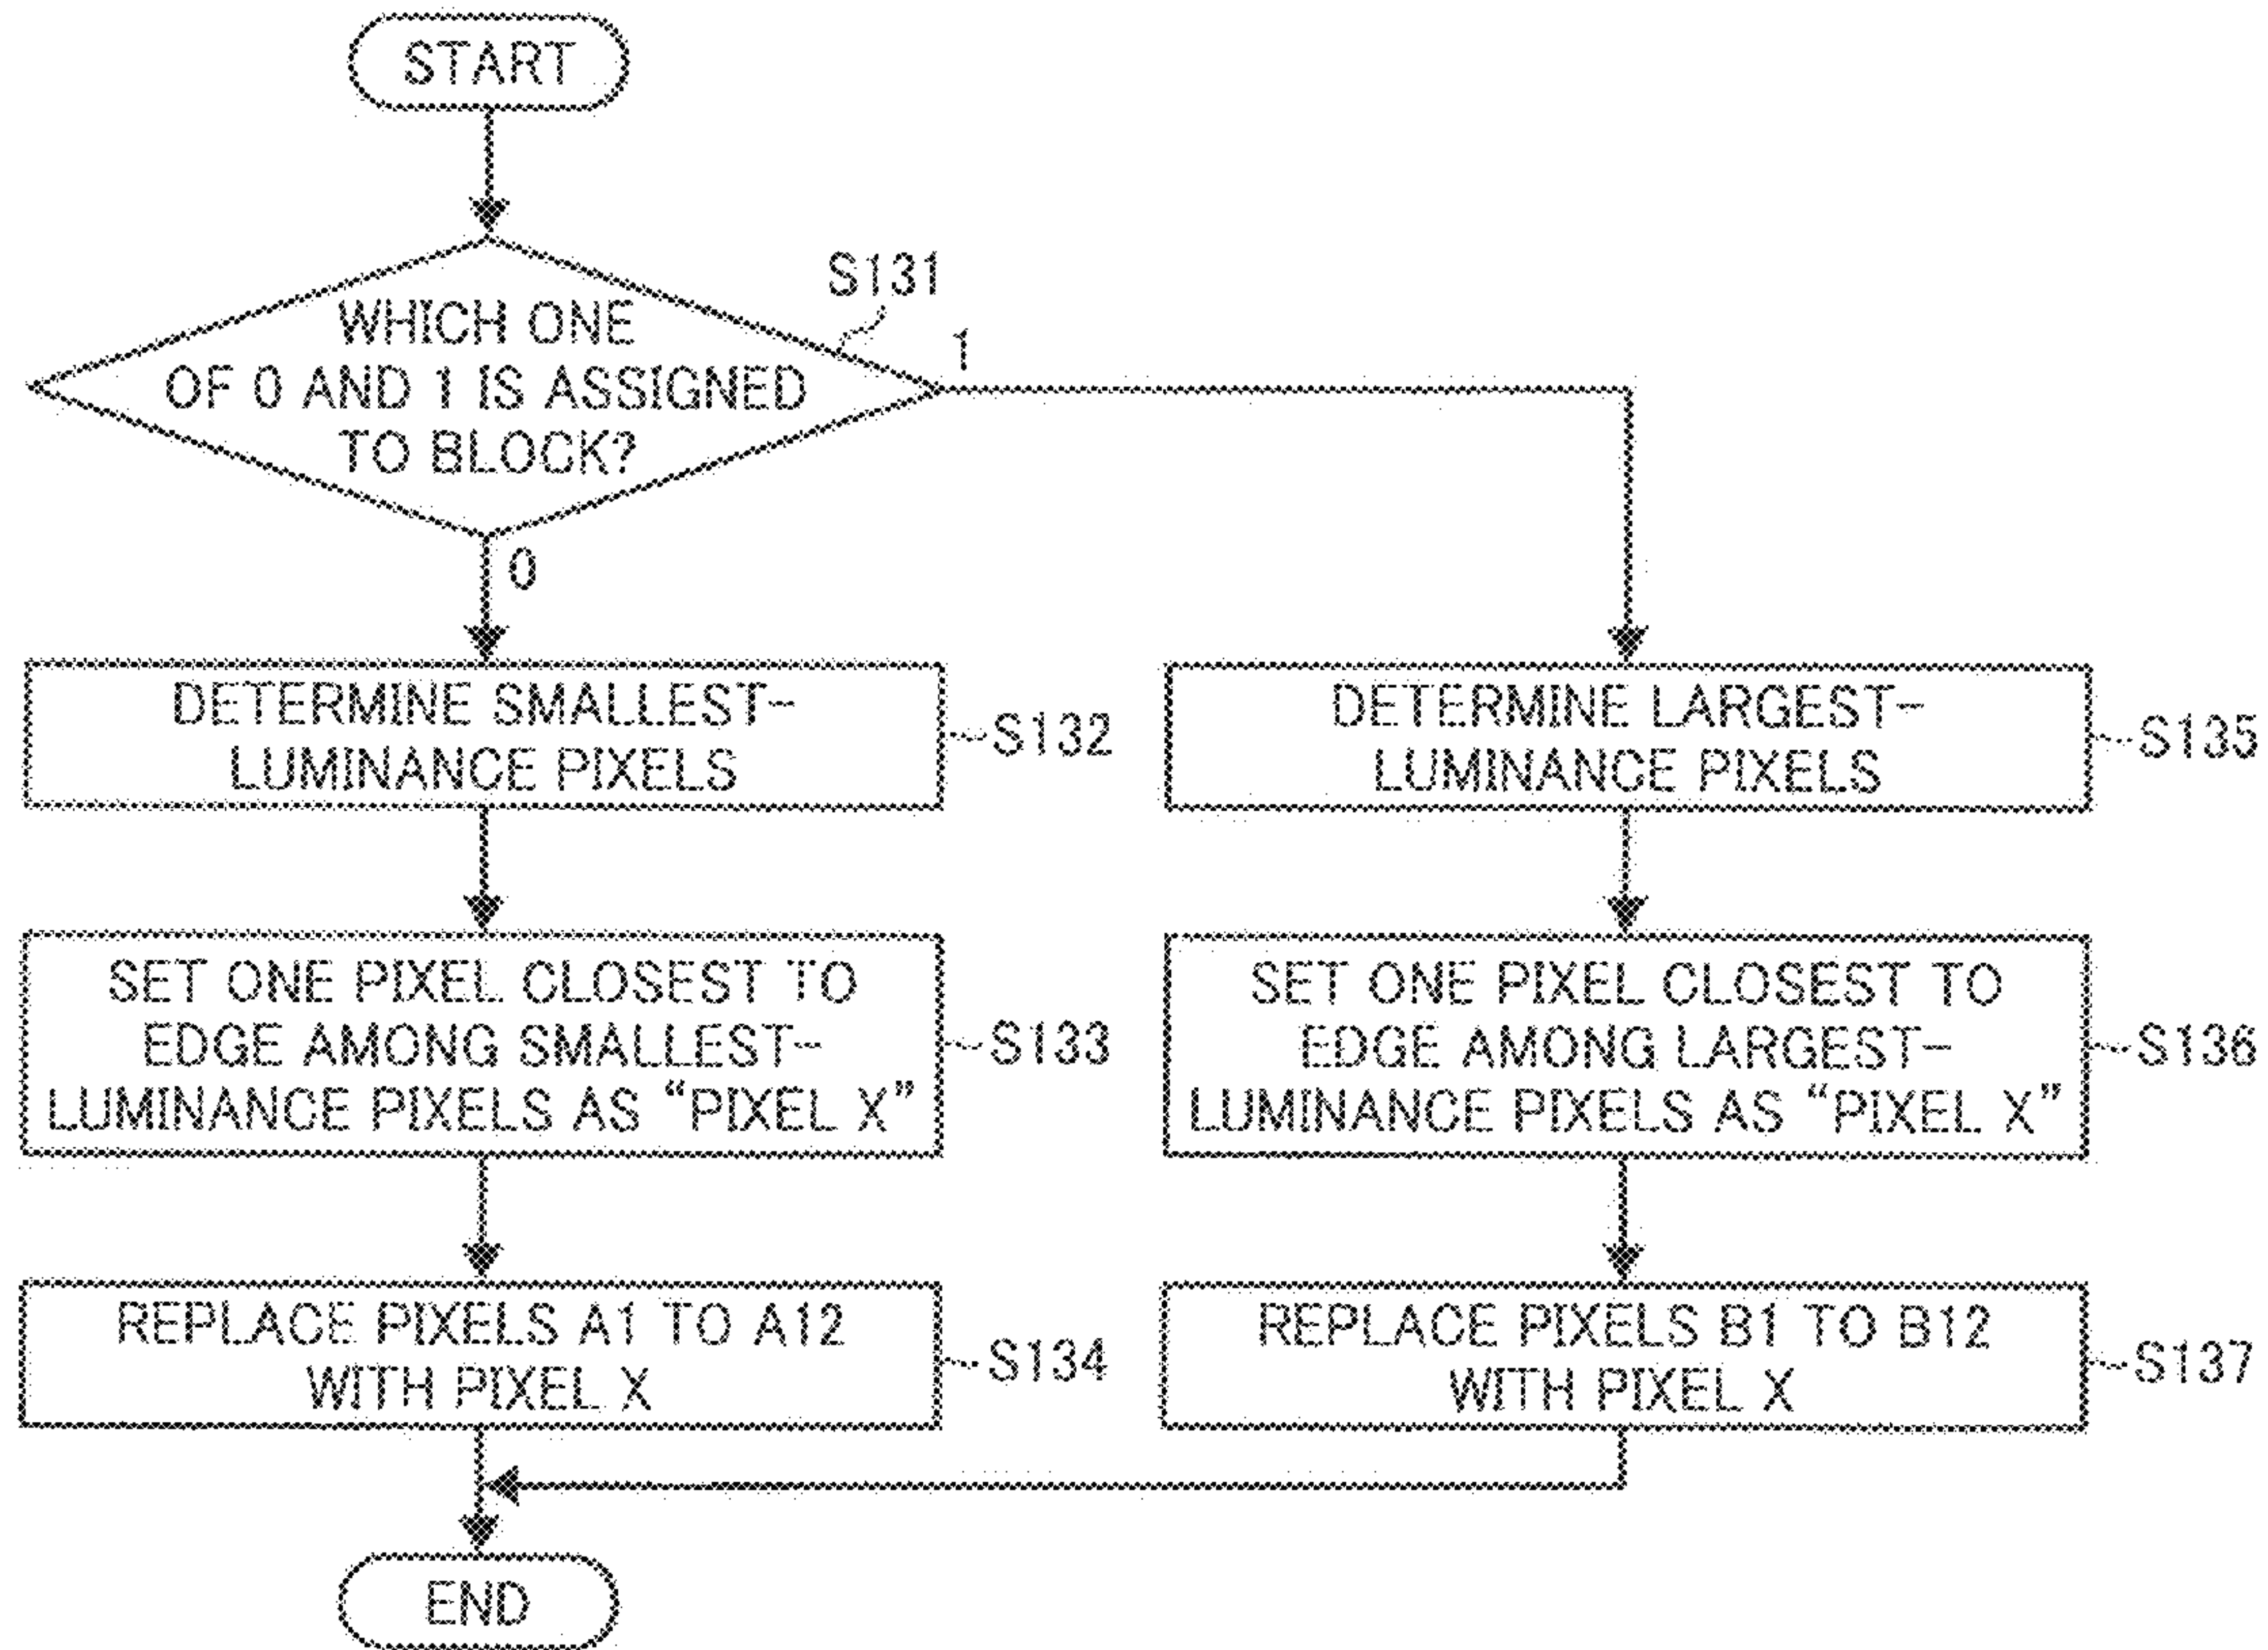 START
S131
WHICH ONE
OF 0 AND 1 IS ASSIGNED
TO BLOCK?
1
0
DETERMINE SMALLEST-
LUMINANCE PIXELS
S132
SET ONE PIXEL CLOSEST TO
EDGE AMONG SMALLEST-
LUMINANCE PIXELS AS “PIXEL X”
S133
REPLACE PIXELS A1 TO A12
WITH PIXEL X
S134
DETERMINE LARGEST-
LUMINANCE PIXELS
S135
SET ONE PIXEL CLOSEST TO
EDGE AMONG LARGEST-
LUMINANCE PIXELS AS “PIXEL X”
S136
REPLACE PIXELS B1 TO B12
WITH PIXEL X
S137
END